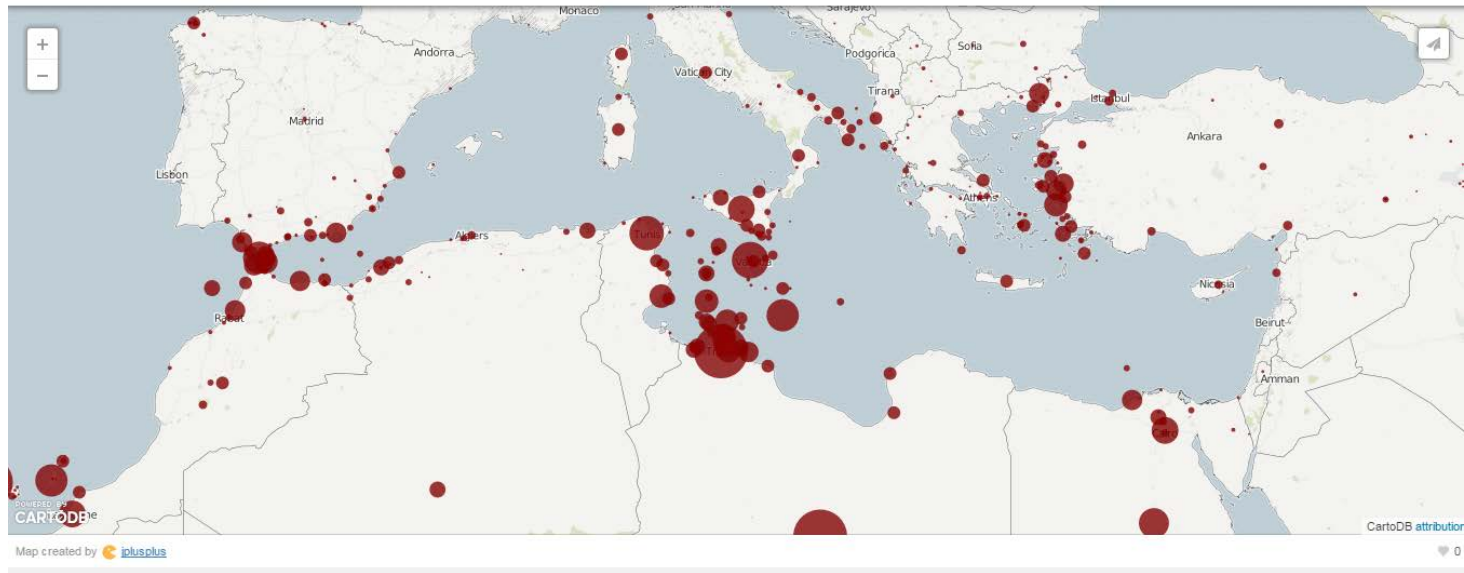 Monaco
Sarajevo
+
−
Andorra
Podgorica
Sofia
Vatican City
Tirana
Istanbul
Madrid
Ankara
Lisbon
Athens
Algiers
Tunis
Valletta
Nicosia
Rabat
Beirut
Amman
Cairo
POWERED BY
CARTODB
CartoDB attribution
Map created by jplusplus
0